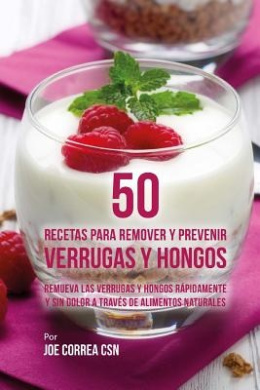 50
RECETAS PARA REMOVER Y PREVENIR
VERRUGAS Y HONGOS
REMUEVA LAS VERRUGAS Y HONGOS RÁPIDAMENTE
Y SIN DOLOR A TRAVÉS DE ALIMENTOS NATURALES
Por
JOE CORREA CSN